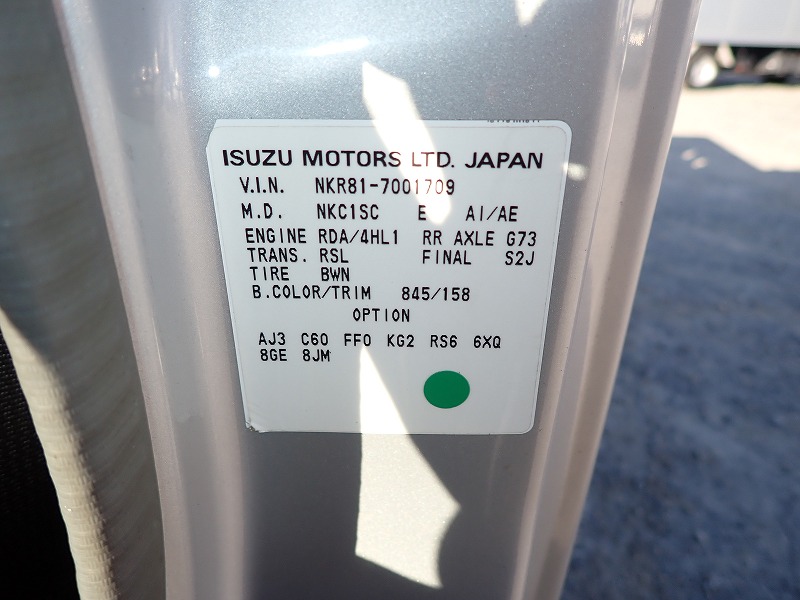 ISUZU MOTORS LTD. JAPAN
V.I.N. NKR81-7001709
M.D. NKC1SC E AI/AE
ENGINE RDA/4HL1 RR AXLE G73
TRANS. RSL FINAL S2J
TIRE BWN
B.COLOR/TRIM 845/158
OPTION
AJ3 C60 FF0 KG2 RS6 6XQ
8GE 8JM